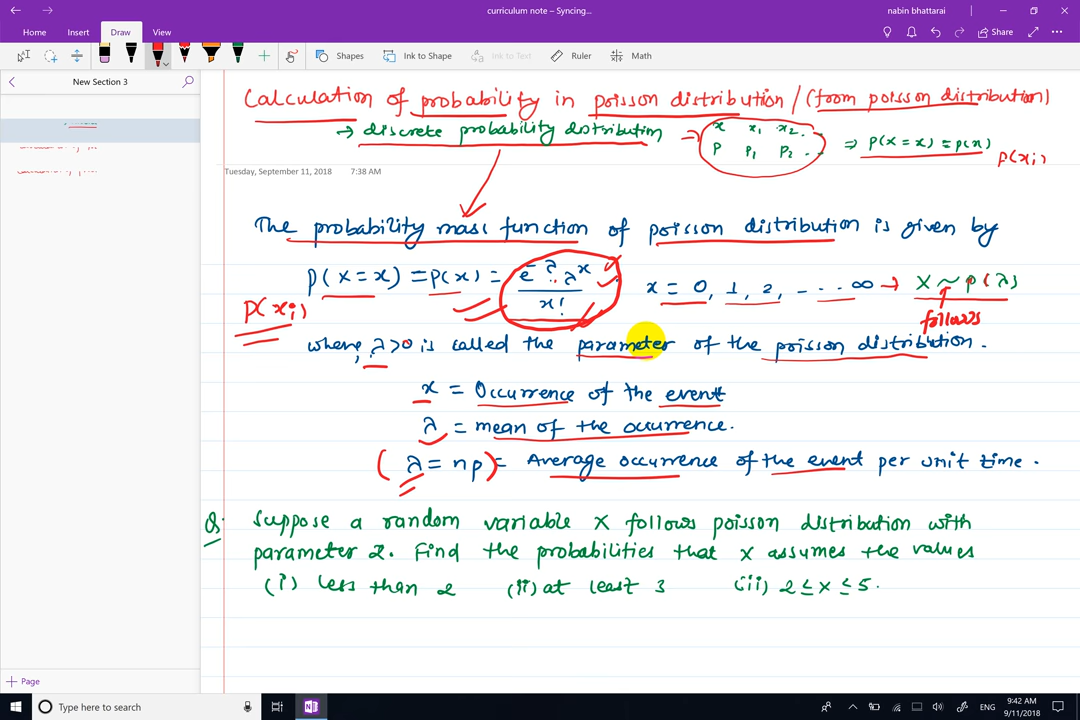 curriculum note – Syncing...
nabin bhattarai
Home Insert Draw View
Share
Shapes Ink to Shape Ink to Text Ruler Math
New Section 3
Calculation of probability in poisson distribution / (from poisson distribution)
→ discrete probability distribution ⇒ x x₁ x₂ .. ⇒ P(X = x) = p(x)
P P₁ P₂ ... P(xi)
Tuesday, September 11, 2018 7:38 AM
The probability mass function of poisson distribution is given by
P(X = x) = P(x) = e^-λ λ^x / x! x = 0, 1, 2, - ... ∞ → X ~ P(λ)
P(xi) follows
where, λ>0 is called the parameter of the poisson distribution.
x = Occurrence of the event
λ = mean of the ocurrence.
(λ = np) = Average occurrence of the event per unit time.
Q: Suppose a random variable X follows poisson distribution with
parameter 2. Find the probabilities that X assumes the values
(i) less than 2 (ii) at least 3 (iii) 2 ≤ X ≤ 5.
Page
Type here to search
ENG
9:42 AM
9/11/2018